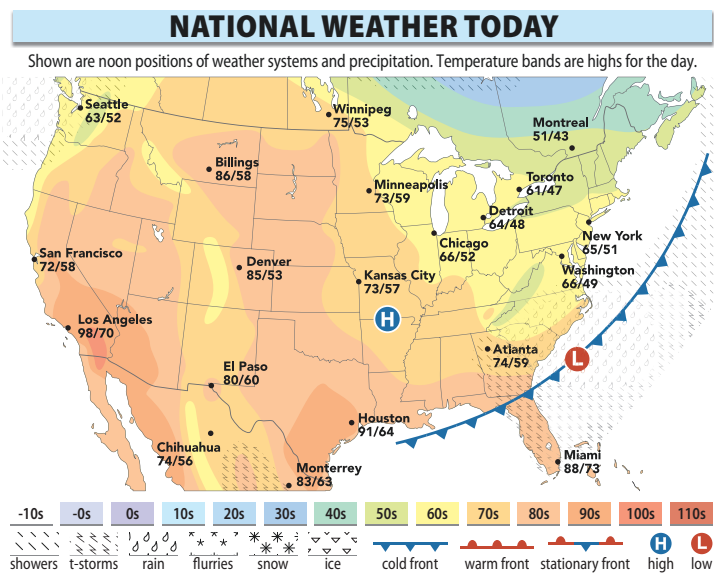 NATIONAL WEATHER TODAY
Shown are noon positions of weather systems and precipitation. Temperature bands are highs for the day.
Seattle
63/52
Winnipeg
75/53
Montreal
51/43
Billings
86/58
Minneapolis
73/59
Toronto
61/47
Detroit
64/48
New York
65/51
Chicago
66/52
San Francisco
72/58
Denver
85/53
Kansas City
73/57
Washington
66/49
H
Los Angeles
98/70
Atlanta
74/59
L
El Paso
80/60
Houston
91/64
Chihuahua
74/56
Monterrey
83/63
Miami
88/73
-10s -0s 0s 10s 20s 30s 40s 50s 60s 70s 80s 90s 100s 110s
H L
showers t-storms rain flurries snow ice cold front warm front stationary front high low